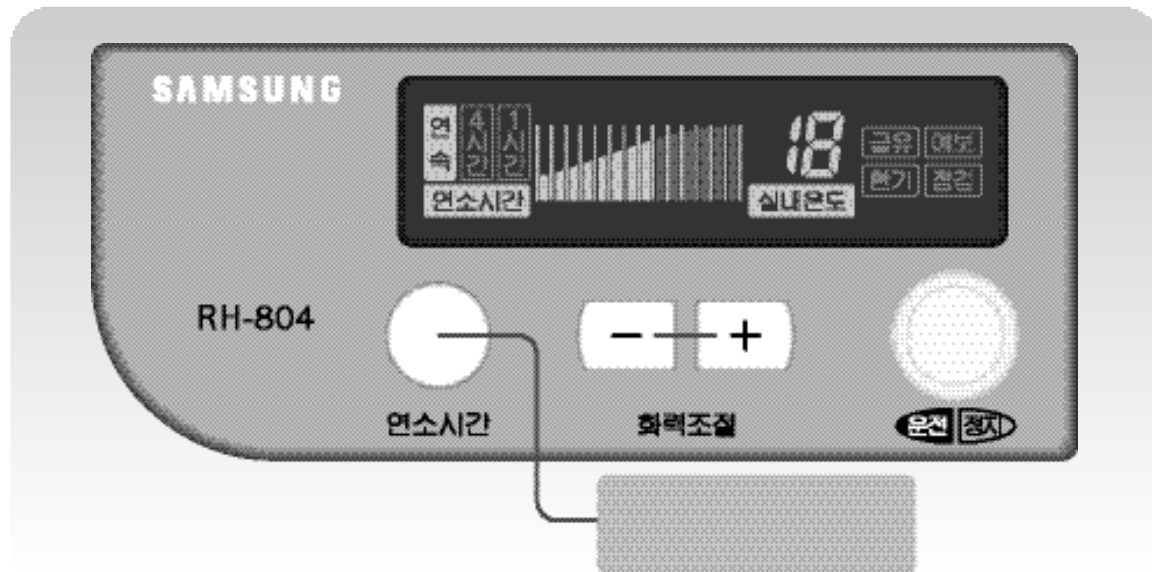 SAMSUNG
연속
4시간
1시간
연소시간
18
실내온도
급유
예보
환기
점검
RH-804
−
+
연소시간
화력조절
운전
정지